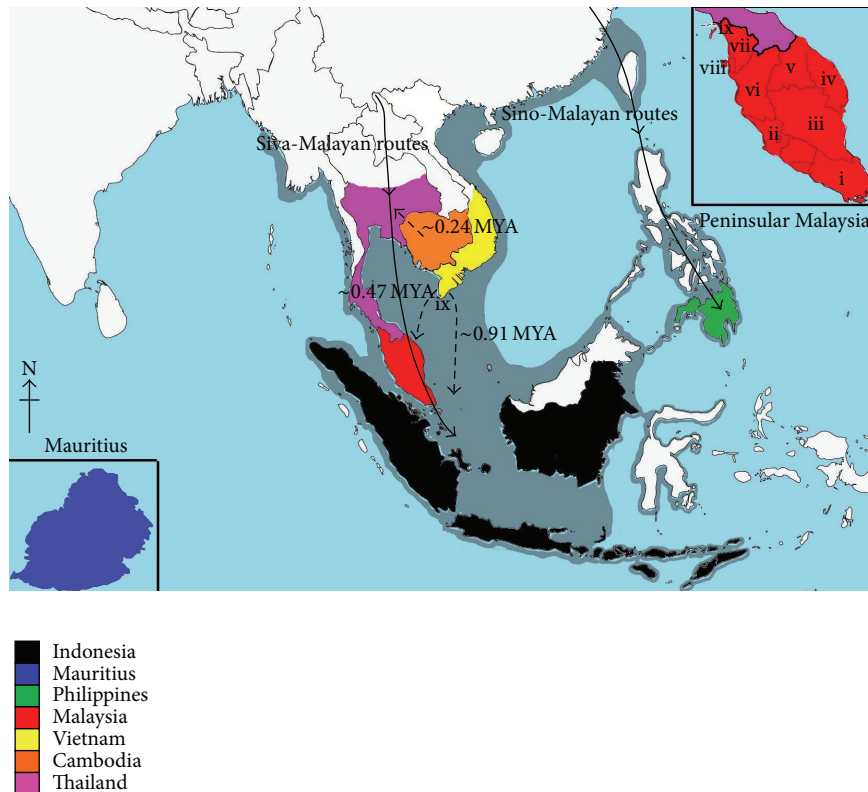 ix
vii
viii
v
iv
vi
iii
ii
i
Sino-Malayan routes
Siva-Malayan routes
Peninsular Malaysia
~0.24 MYA
~0.47 MYA
ix
~0.91 MYA
N
Mauritius
Indonesia
Mauritius
Philippines
Malaysia
Vietnam
Cambodia
Thailand